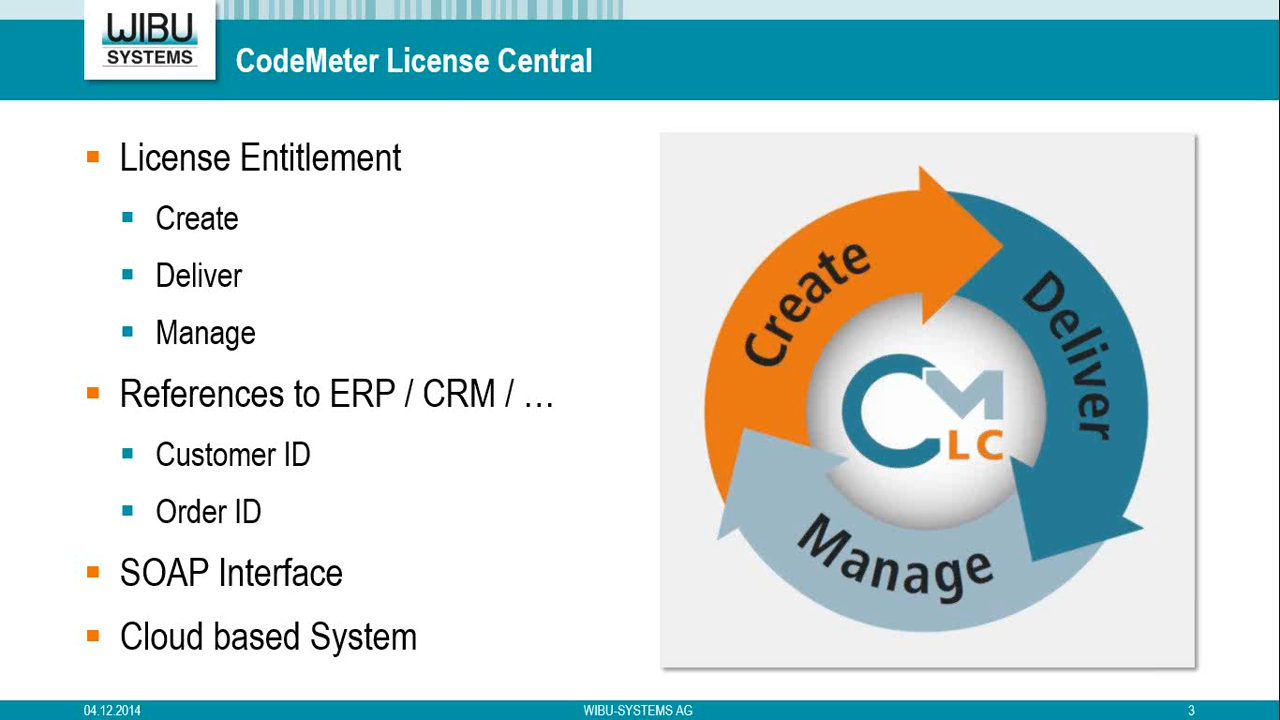 WIBU
SYSTEMS
CodeMeter License Central
License Entitlement
Create
Deliver
Manage
References to ERP / CRM / …
Customer ID
Order ID
SOAP Interface
Cloud based System
Create
Deliver
Manage
CM
LC
04.12.2014
WIBU-SYSTEMS AG
3